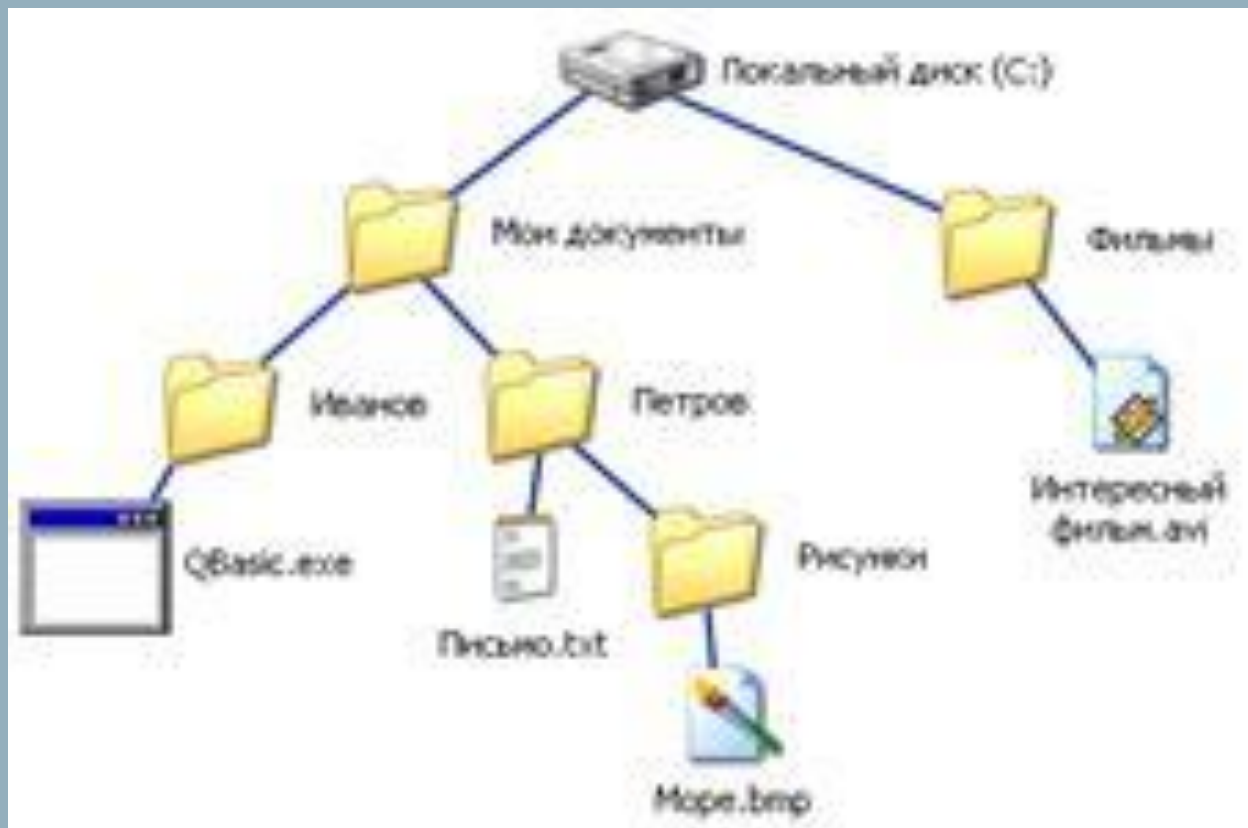 Локальный диск (C:)
Мои документы
Фильмы
Иванов
Петров
Интересный
фильм.avi
QBasic.exe
Рисунки
Письмо.txt
Море.bmp